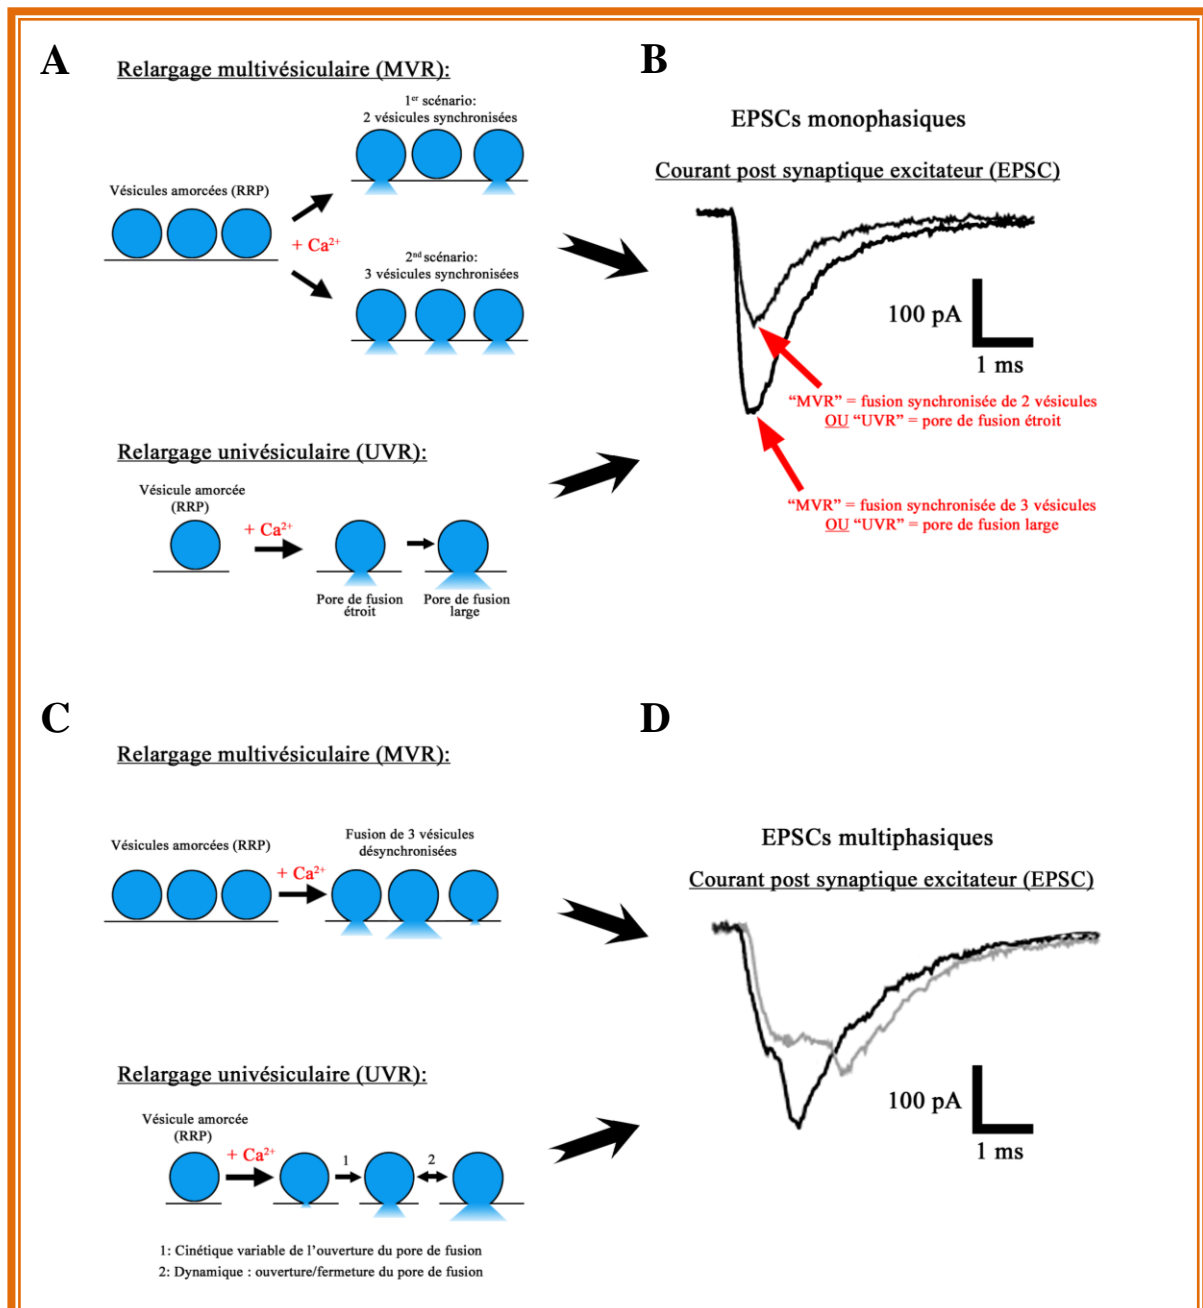 A
Relargage multivésiculaire (MVR):
1er scénario:
2 vésicules synchronisées
Vésicules amorcées (RRP)
+ Ca2+
2nd scénario:
3 vésicules synchronisées
Relargage univésiculaire (UVR):
Vésicule amorcée
(RRP)
+ Ca2+
Pore de fusion
étroit
Pore de fusion
large
B
EPSCs monophasiques
Courant post synaptique excitateur (EPSC)
100 pA
1 ms
“MVR” = fusion synchronisée de 2 vésicules
OU “UVR” = pore de fusion étroit
“MVR” = fusion synchronisée de 3 vésicules
OU “UVR” = pore de fusion large
C
Relargage multivésiculaire (MVR):
Vésicules amorcées (RRP)
+ Ca2+
Fusion de 3 vésicules
désynchronisées
Relargage univésiculaire (UVR):
Vésicule amorcée
(RRP)
+ Ca2+
1
2
1: Cinétique variable de l’ouverture du pore de fusion
2: Dynamique : ouverture/fermeture du pore de fusion
D
EPSCs multiphasiques
Courant post synaptique excitateur (EPSC)
100 pA
1 ms